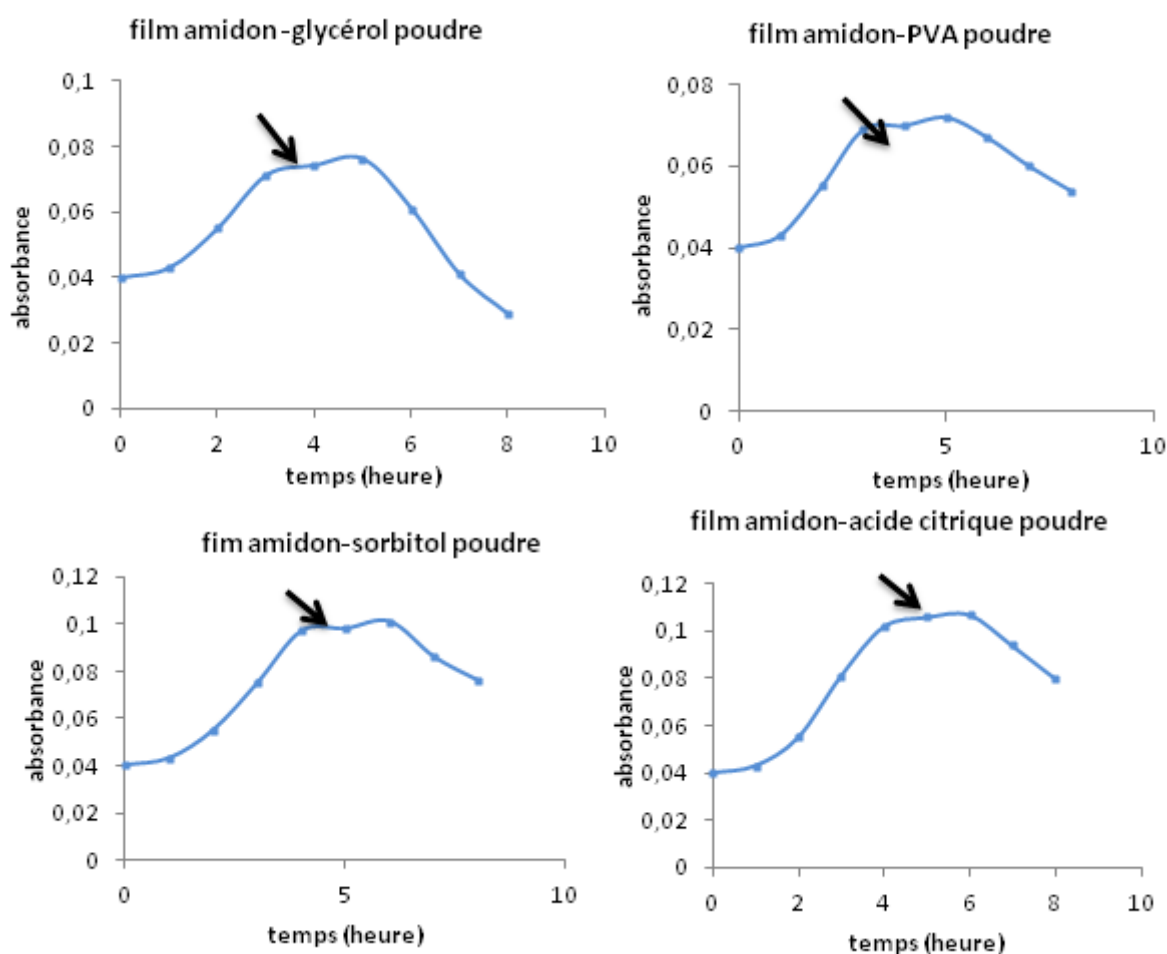 film amidon -glycérol poudre
0,1
0,08
0,06
0,04
0,02
0
absorbance
0 2 4 6 8 10
temps (heure)
film amidon-PVA poudre
0,08
0,06
0,04
0,02
0
absorbance
0 5 10
temps (heure)
fim amidon-sorbitol poudre
0,12
0,1
0,08
0,06
0,04
0,02
0
absorbance
0 5 10
temps (heure)
film amidon-acide citrique poudre
0,12
0,1
0,08
0,06
0,04
0,02
0
absorbance
0 2 4 6 8 10
temps (heure)